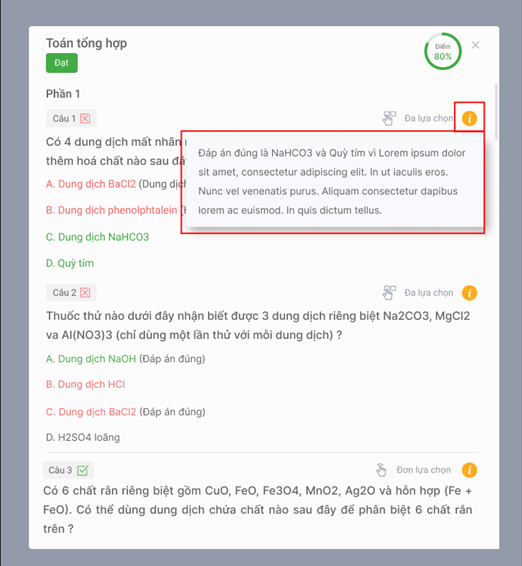 Toán tổng hợp
Đạt
Điểm
80%
Phần 1
Câu 1
Đa lựa chọn
Có 4 dung dịch mất nhãn
thêm hoá chất nào sau
Đáp án đúng là NaHCO3 và Quỳ tím vì Lorem ipsum dolor
sit amet, consectetur adipiscing elit. In ut iaculis eros.
Nunc vel venenatis purus. Aliquam consectetur dapibus
lorem ac euismod. In quis dictum tellus.
A. Dung dịch BaCl2 (Dung
B. Dung dịch phenolphtalein
C. Dung dịch NaHCO3
D. Quỳ tím
Câu 2
Đa lựa chọn
Thuốc thử nào dưới đây nhận biết được 3 dung dịch riêng biệt Na2CO3, MgCl2
va Al(NO3)3 (chỉ dùng một lần thử với mỗi dung dịch) ?
A. Dung dịch NaOH (Đáp án đúng)
B. Dung dịch HCl
C. Dung dịch BaCl2 (Đáp án đúng)
D. H2SO4 loãng
Câu 3
Đơn lựa chọn
Có 6 chất rắn riêng biệt gồm CuO, FeO, Fe3O4, MnO2, Ag2O và hỗn hợp (Fe +
FeO). Có thể dùng dung dịch chứa chất nào sau đây để phân biệt 6 chất rắn
trên ?